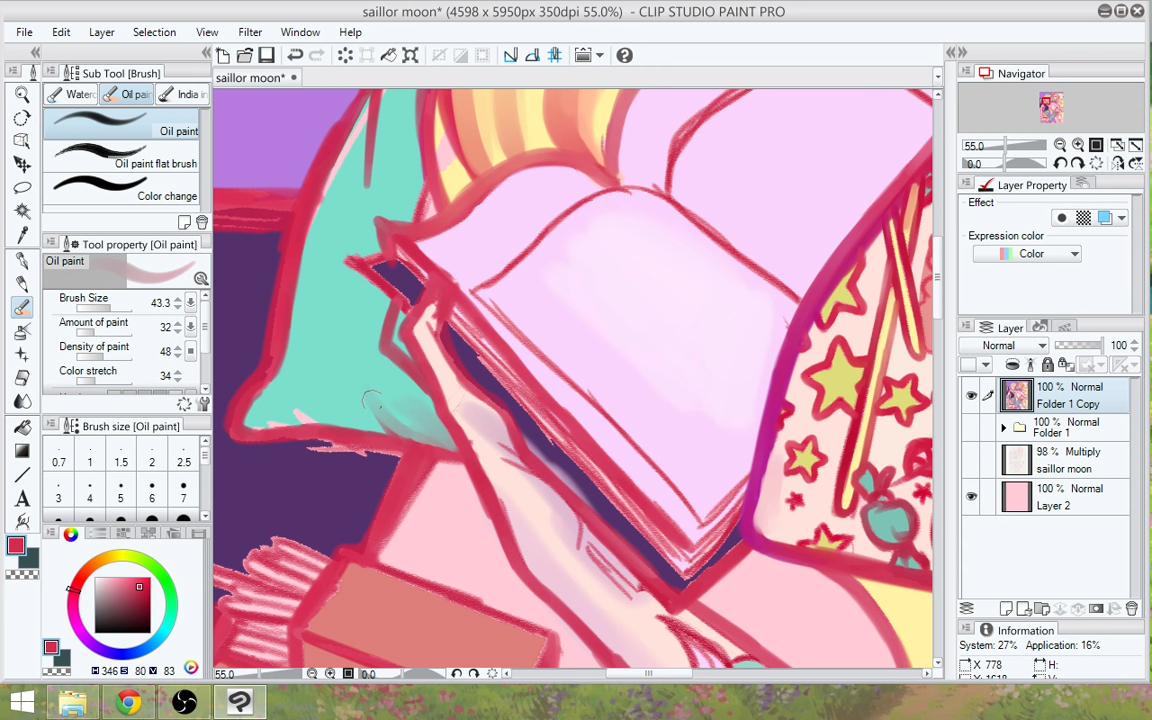 saillor moon* (4598 x 5950px 350dpi 55.0%) - CLIP STUDIO PAINT PRO
File Edit Layer Selection View Filter Window Help
Sub Tool [Brush]
Waterc Oil pain India in
Oil paint
Oil paint flat brush
Color change
saillor moon*
Tool property [Oil paint]
Oil paint
Brush Size 43.3
Amount of paint 32
Density of paint 48
Color stretch 34
Brush size [Oil paint]
0.7 1 1.5 2 2.5
3 4 5 6 7
H 346 S 80 V 83
55.0 0.0
Navigator
55.0
0.0
Layer Property
Effect
Expression color
Color
Layer
Normal 100
100 % Normal
Folder 1 Copy
100 % Normal
Folder 1
98 % Multiply
saillor moon
100 % Normal
Layer 2
Information
System: 27% Application: 16%
X 778 H: